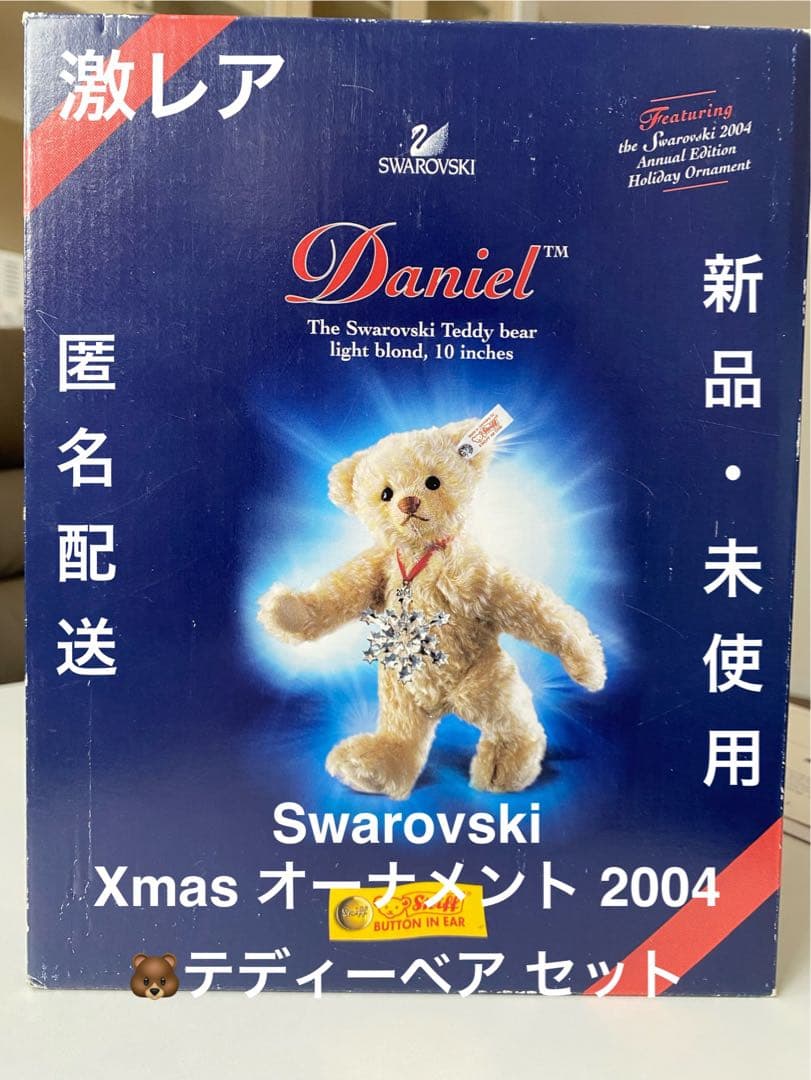 激レア
SWAROVSKI
Featuring
the Swarovski 2004
Annual Edition
Holiday Ornament
Daniel™
The Swarovski Teddy bear
light blond, 10 inches
匿名配送
新品・未使用
Steiff
2004
Swarovski
Xmas オーナメント 2004
Steiff
BUTTON IN EAR
🐻テディーベア セット